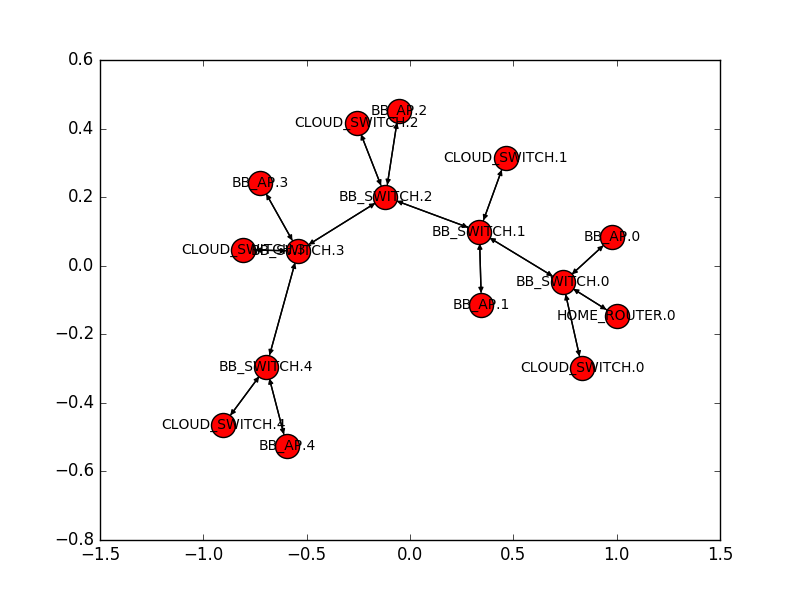 0.6
0.4
0.2
0.0
−0.2
−0.4
−0.6
−0.8
BB_AP.2
CLOUD_SWITCH.2
CLOUD_SWITCH.1
BB_AP.3
BB_SWITCH.2
BB_SWITCH.1
BB_AP.0
CLOUD_SWITCH.3
BB_SWITCH.3
BB_SWITCH.0
BB_AP.1
HOME_ROUTER.0
BB_SWITCH.4
CLOUD_SWITCH.0
CLOUD_SWITCH.4
BB_AP.4
−1.5 −1.0 −0.5 0.0 0.5 1.0 1.5